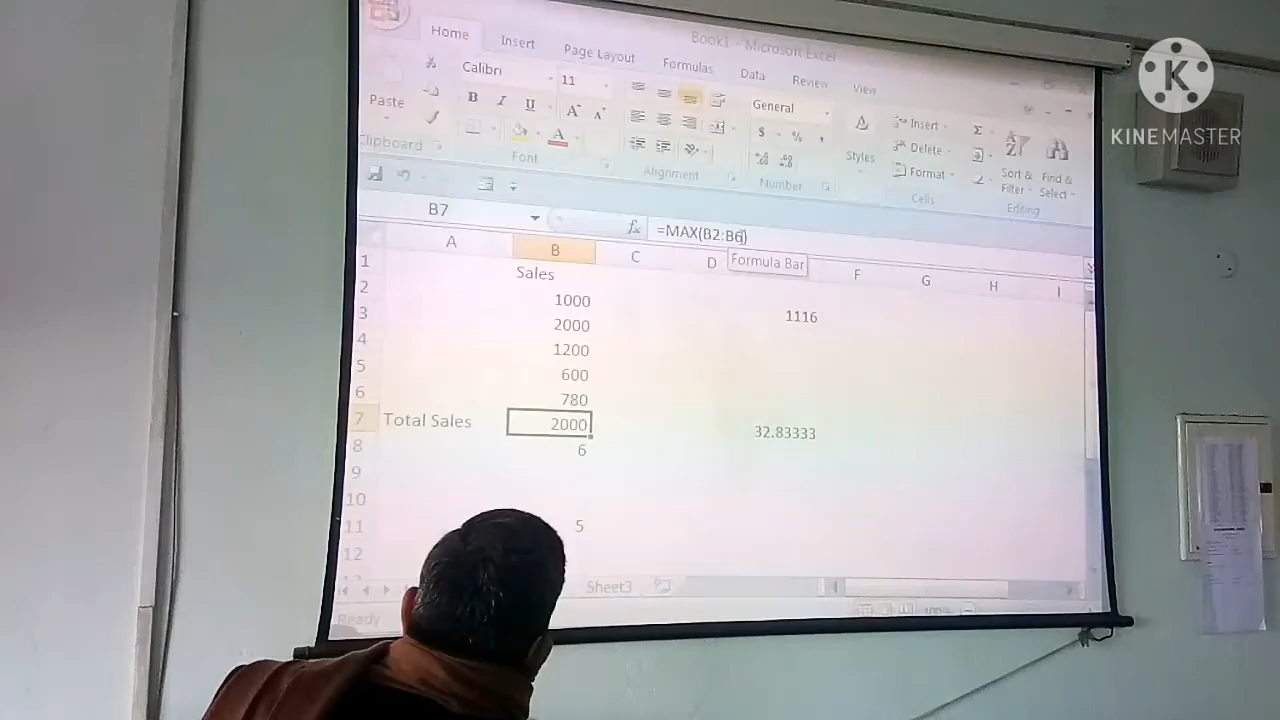 Book1 - Microsoft Excel
Home Insert Page Layout Formulas Data Review View
Calibri 11 General Insert
Paste B I U A A $ % , Styles Delete Sort & Find &
Format Filter Select
Clipboard Font Alignment Number Cells Editing
B7 fx =MAX(B2:B6)
Formula Bar
A B C D F G H I
1 Sales
2 1000
3 2000 1116
4 1200
5 600
6 780
7 Total Sales 2000 32.83333
8 6
9
10
11 5
12
Sheet3
Ready 100%
KINEMASTER